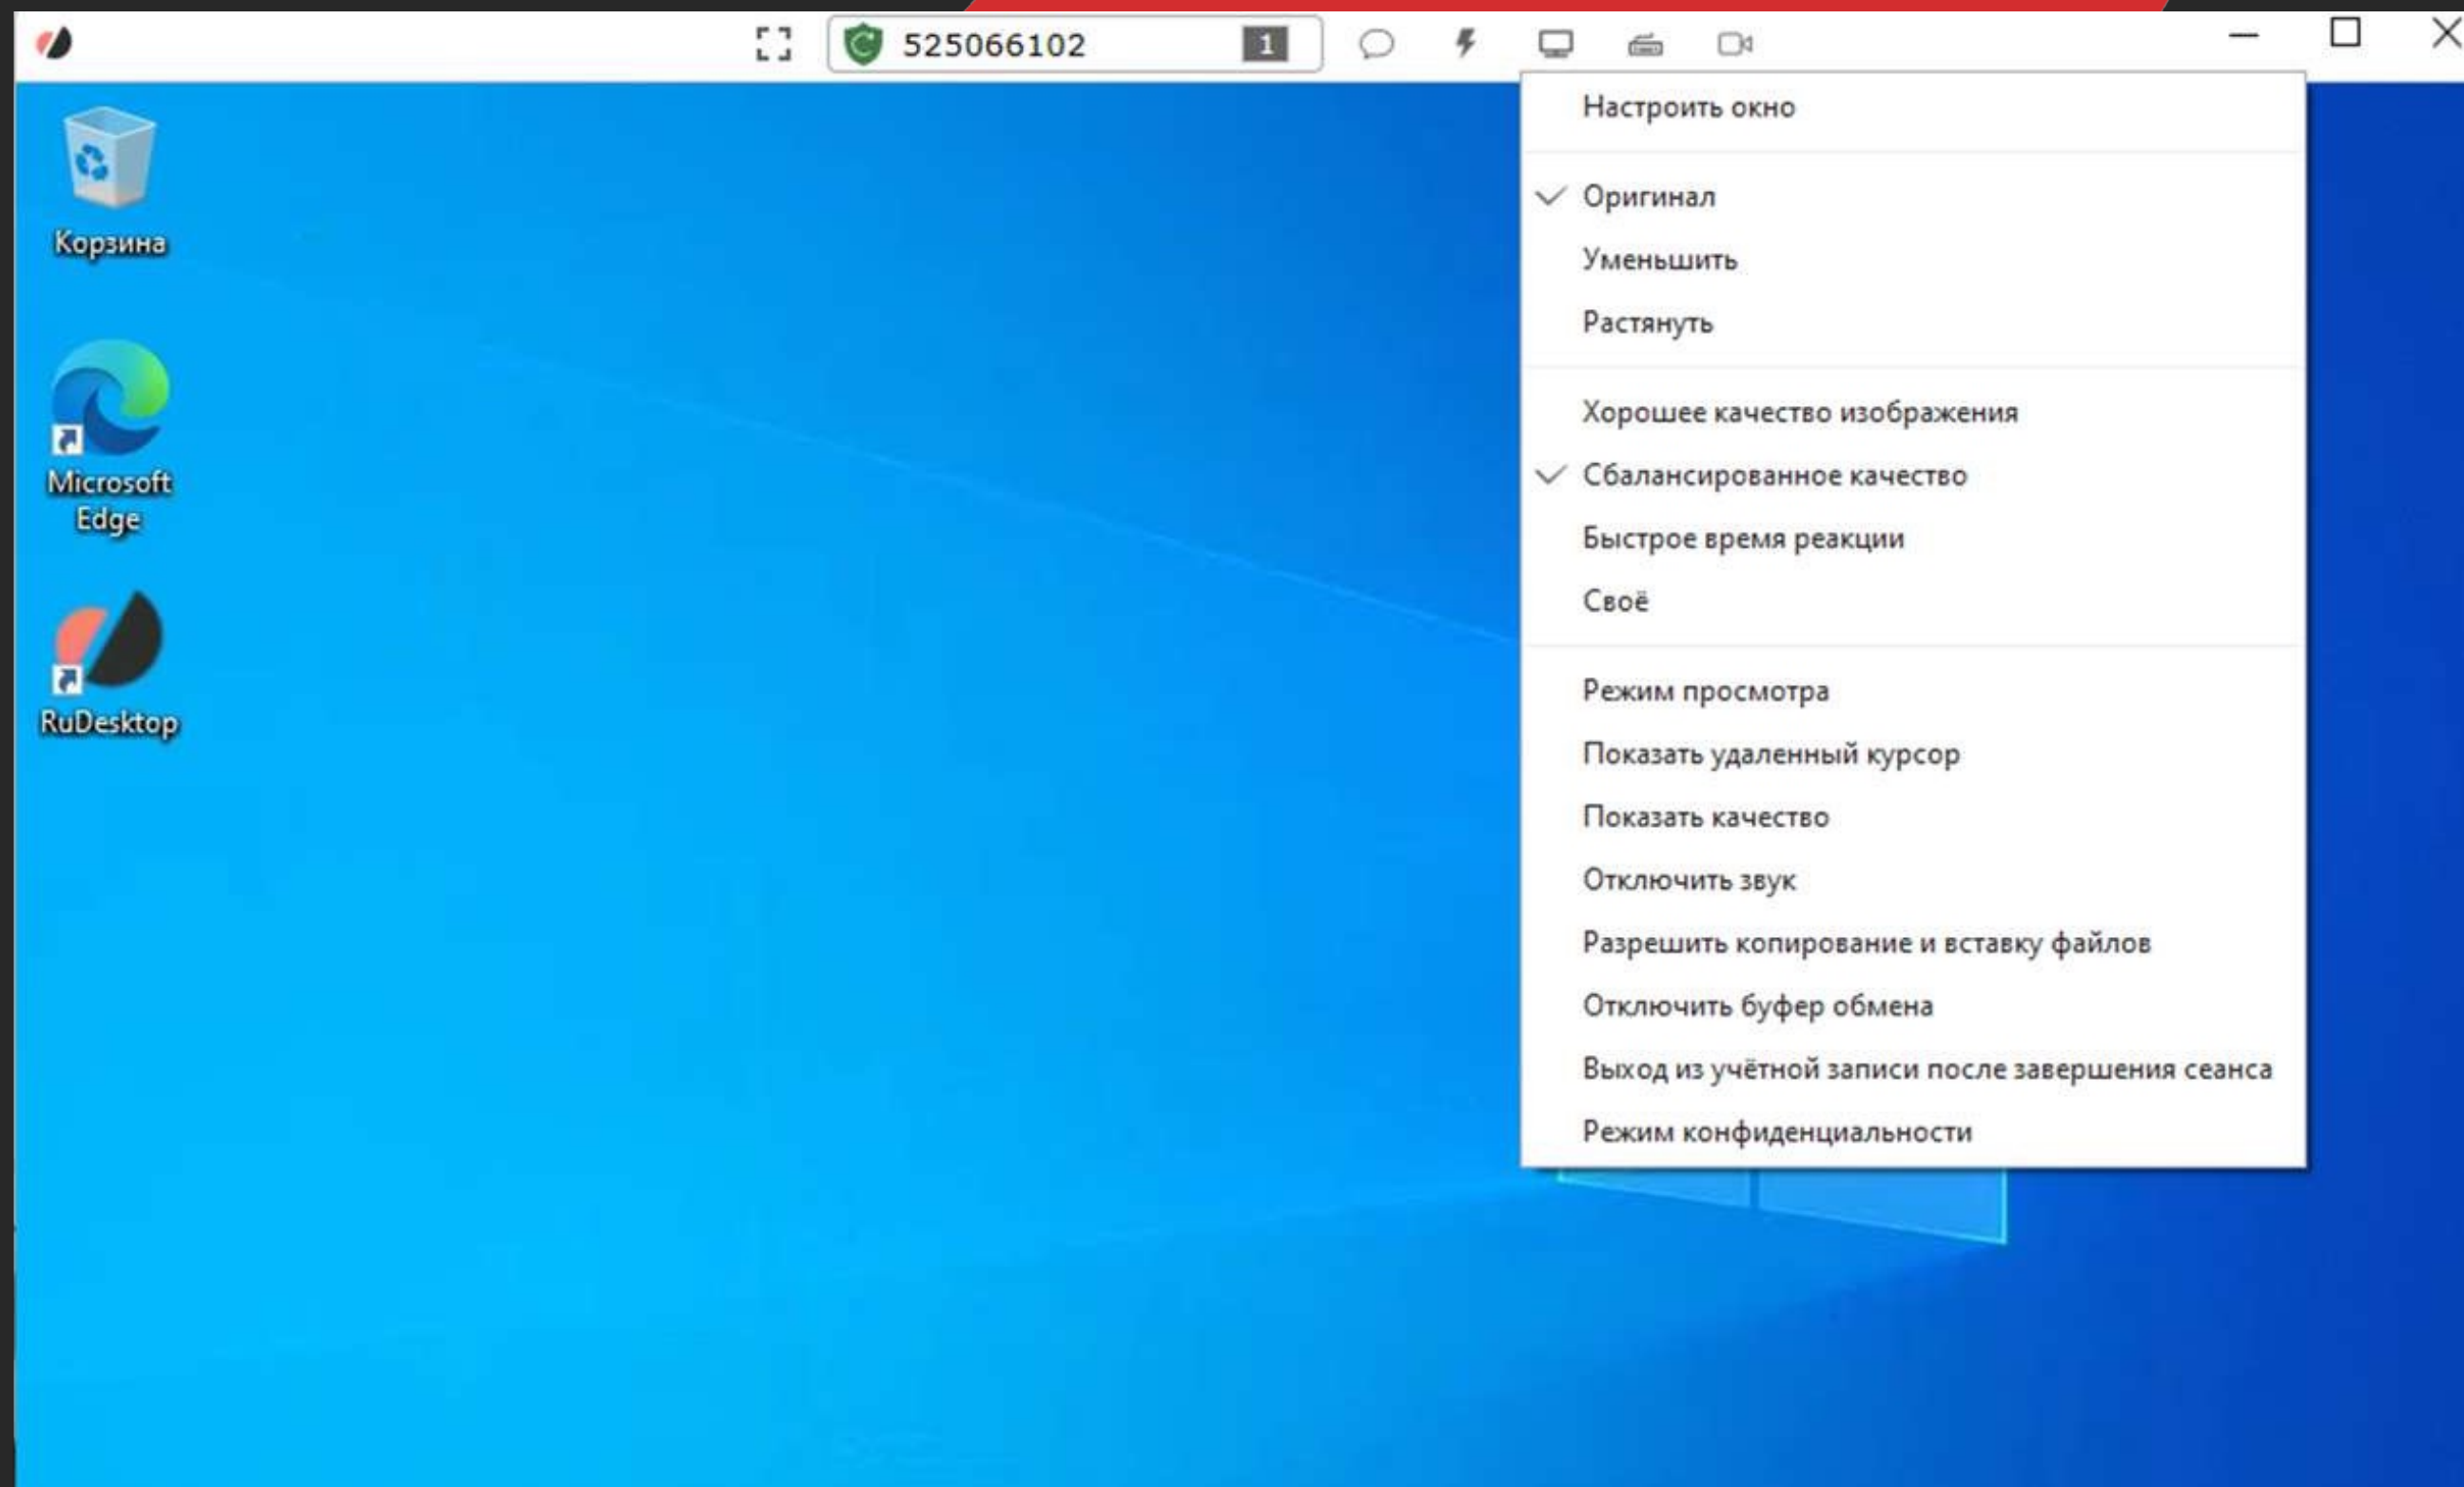 525066102
1
Настроить окно
Оригинал
Уменьшить
Растянуть
Хорошее качество изображения
Сбалансированное качество
Быстрое время реакции
Своё
Режим просмотра
Показать удаленный курсор
Показать качество
Отключить звук
Разрешить копирование и вставку файлов
Отключить буфер обмена
Выход из учётной записи после завершения сеанса
Режим конфиденциальности
Корзина
Microsoft
Edge
RuDesktop